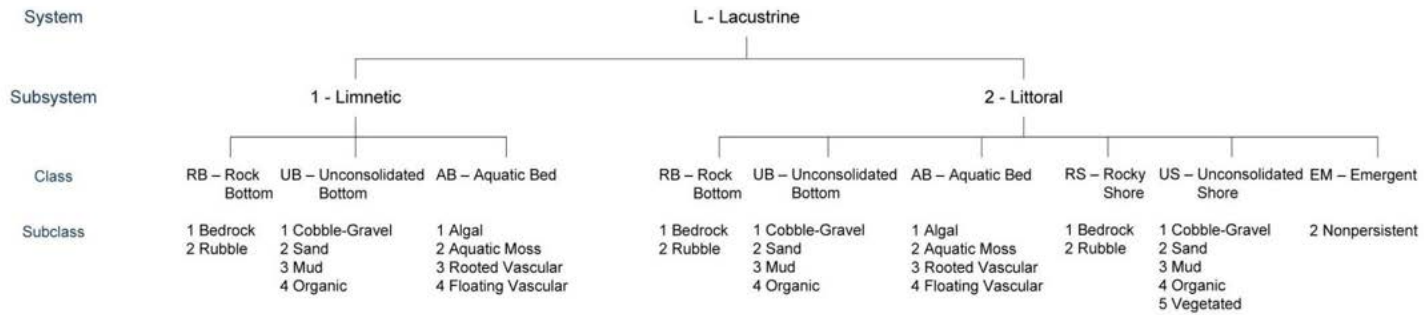 System
L - Lacustrine
Subsystem
1 - Limnetic
2 - Littoral
Class
RB – Rock
Bottom
UB – Unconsolidated
Bottom
AB – Aquatic Bed
RB – Rock
Bottom
UB – Unconsolidated
Bottom
AB – Aquatic Bed
RS – Rocky
Shore
US – Unconsolidated
Shore
EM – Emergent
Subclass
1 Bedrock
2 Rubble
1 Cobble-Gravel
2 Sand
3 Mud
4 Organic
1 Algal
2 Aquatic Moss
3 Rooted Vascular
4 Floating Vascular
1 Bedrock
2 Rubble
1 Cobble-Gravel
2 Sand
3 Mud
4 Organic
1 Algal
2 Aquatic Moss
3 Rooted Vascular
4 Floating Vascular
1 Bedrock
2 Rubble
1 Cobble-Gravel
2 Sand
3 Mud
4 Organic
5 Vegetated
2 Nonpersistent